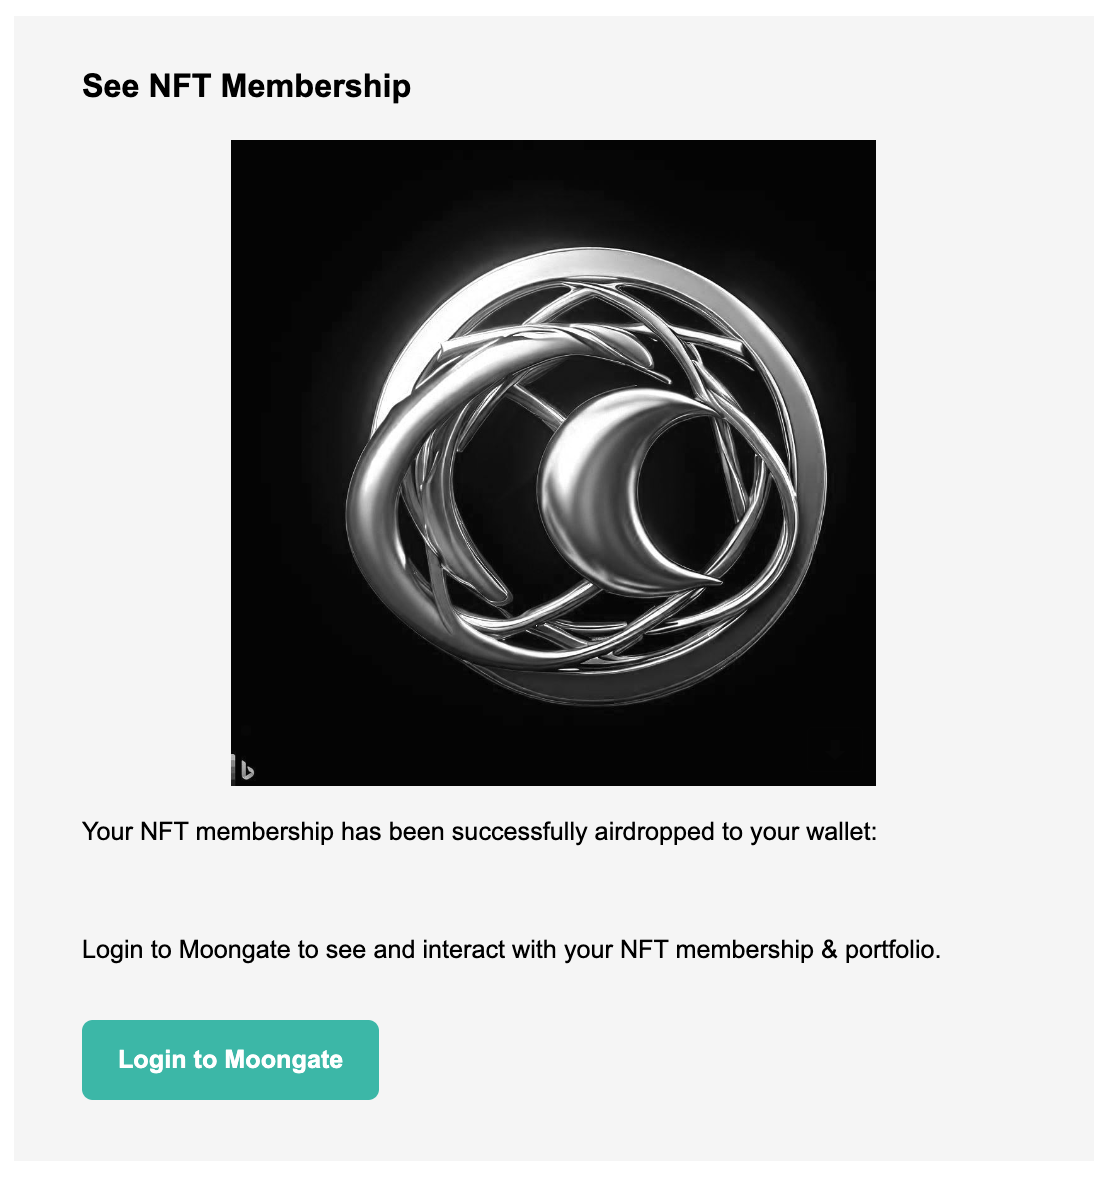 See NFT Membership
Your NFT membership has been successfully airdropped to your wallet:
Login to Moongate to see and interact with your NFT membership & portfolio.
Login to Moongate